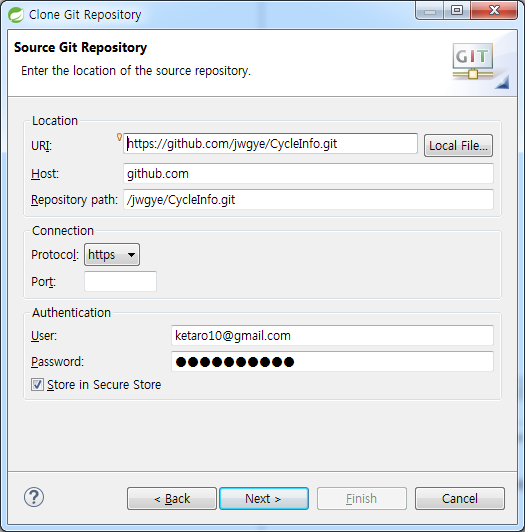 Clone Git Repository
Source Git Repository
Enter the location of the source repository.
GIT
Location
URI: https://github.com/jwgye/CycleInfo.git Local File...
Host: github.com
Repository path: /jwgye/CycleInfo.git
Connection
Protocol: https
Port:
Authentication
User: ketaro10@gmail.com
Password: ●●●●●●●●●●
Store in Secure Store
? < Back Next > Finish Cancel